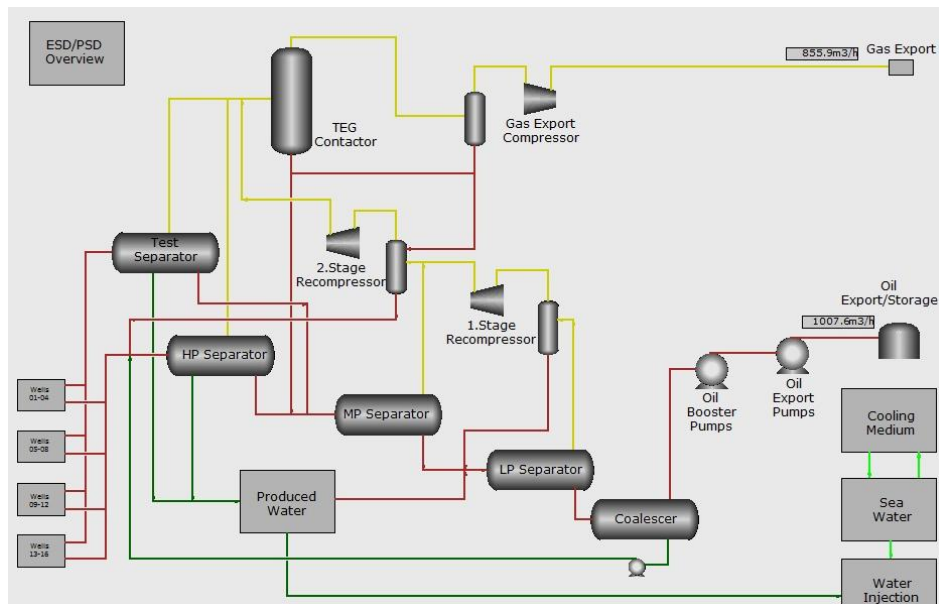 ESD/PSD
Overview
855.9m3/h
Gas Export
TEG
Contactor
Gas Export
Compressor
Test
Separator
2.Stage
Recompressor
1.Stage
Recompressor
Oil
Export/Storage
1007.6m3/h
HP Separator
Oil
Booster
Pumps
Oil
Export
Pumps
Wells
01-04
MP Separator
Cooling
Medium
Wells
05-08
LP Separator
Wells
09-12
Produced
Water
Sea
Water
Coalescer
Wells
13-16
Water
Injection